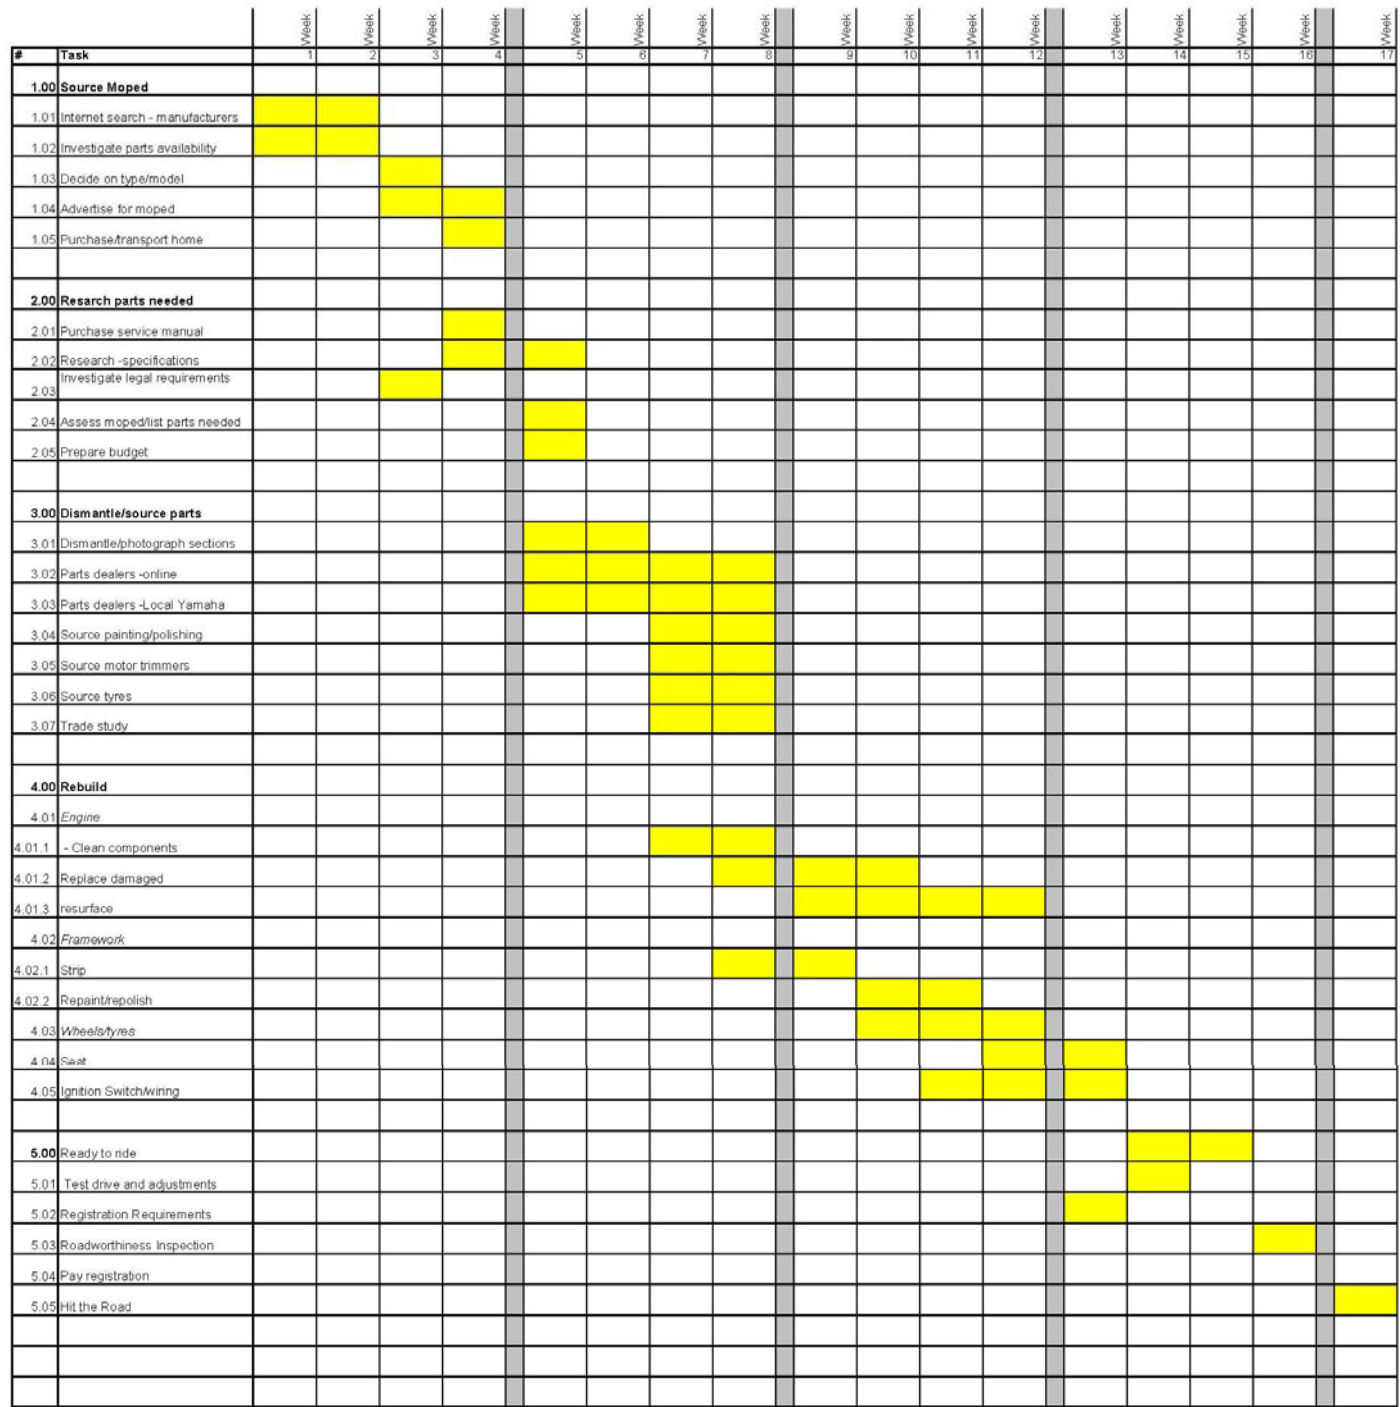 Week Week Week Week Week Week Week Week Week Week Week Week Week Week Week Week Week
# Task 1 2 3 4 5 6 7 8 9 10 11 12 13 14 15 16 17
1.00 Source Moped
1.01 Internet search - manufacturers
1.02 Investigate parts availability
1.03 Decide on type/model
1.04 Advertise for moped
1.05 Purchase/transport home
2.00 Resarch parts needed
2.01 Purchase service manual
2.02 Research -specifications
2.03 Investigate legal requirements
2.04 Assess moped/list parts needed
2.05 Prepare budget
3.00 Dismantle/source parts
3.01 Dismantle/photograph sections
3.02 Parts dealers -online
3.03 Parts dealers -Local Yamaha
3.04 Source painting/polishing
3.05 Source motor trimmers
3.06 Source tyres
3.07 Trade study
4.00 Rebuild
4.01 Engine
4.01.1 - Clean components
4.01.2 Replace damaged
4.01.3 resurface
4.02 Framework
4.02.1 Strip
4.02.2 Repaint/repolish
4.03 Wheels/tyres
4.04 Seat
4.05 Ignition Switch/wiring
5.00 Ready to ride
5.01 Test drive and adjustments
5.02 Registration Requirements
5.03 Roadworthiness Inspection
5.04 Pay registration
5.05 Hit the Road